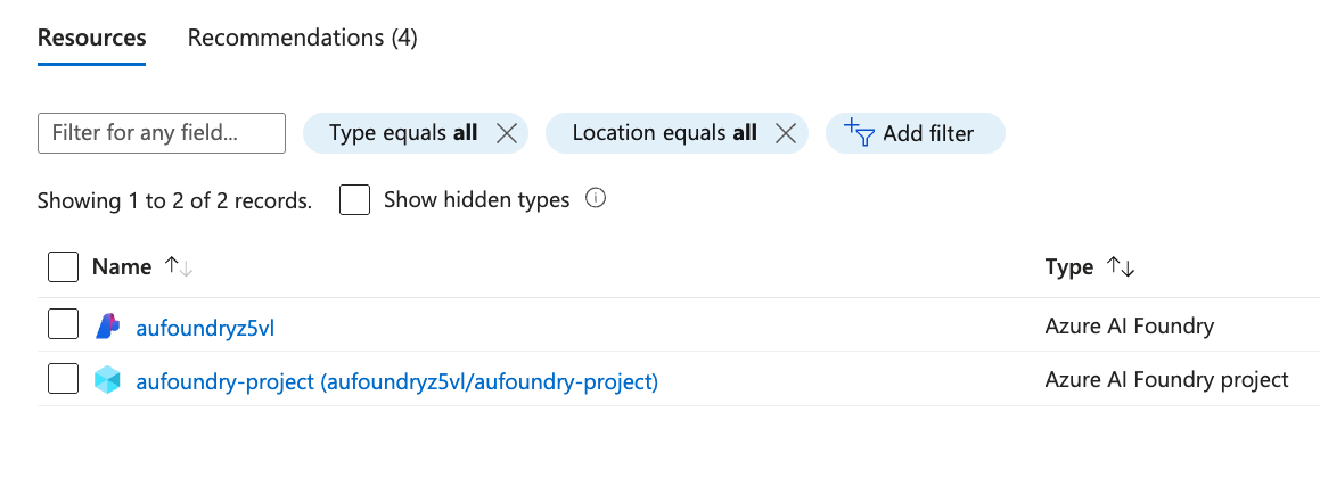 Resources Recommendations (4)
Filter for any field... Type equals all Location equals all Add filter
Showing 1 to 2 of 2 records. Show hidden types
Name Type
aufoundryz5vl Azure AI Foundry
aufoundry-project (aufoundryz5vl/aufoundry-project) Azure AI Foundry project